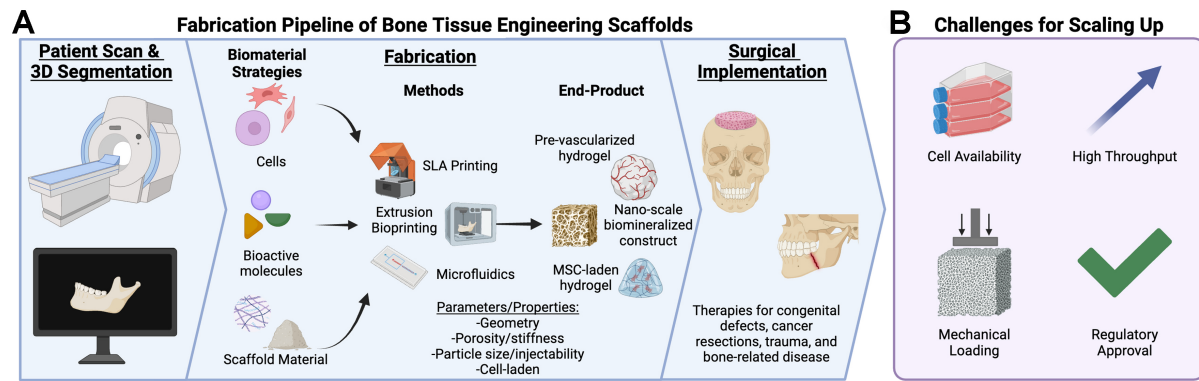 A
Fabrication Pipeline of Bone Tissue Engineering Scaffolds
Patient Scan &
3D Segmentation
Biomaterial
Strategies
Cells
Bioactive
molecules
Scaffold Material
Fabrication
Methods
SLA Printing
Extrusion
Bioprinting
Microfluidics
Parameters/Properties:
-Geometry
-Porosity/stiffness
-Particle size/injectability
-Cell-laden
End-Product
Pre-vascularized
hydrogel
Nano-scale
biomineralized
construct
MSC-laden
hydrogel
Surgical
Implementation
Therapies for congenital
defects, cancer
resections, trauma, and
bone-related disease
B
Challenges for Scaling Up
Cell Availability
High Throughput
Mechanical
Loading
Regulatory
Approval